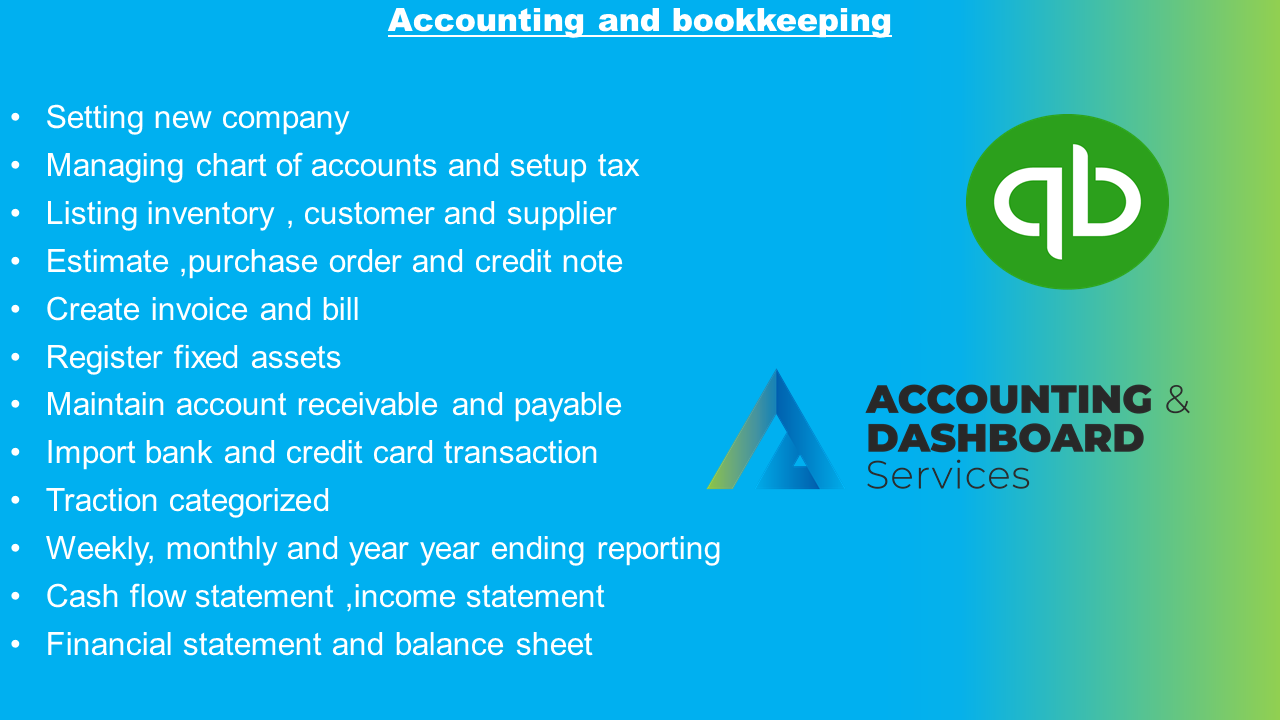 Accounting and bookkeeping
• Setting new company
• Managing chart of accounts and setup tax
• Listing inventory , customer and supplier
• Estimate ,purchase order and credit note
• Create invoice and bill
• Register fixed assets
• Maintain account receivable and payable
• Import bank and credit card transaction
• Traction categorized
• Weekly, monthly and year year ending reporting
• Cash flow statement ,income statement
• Financial statement and balance sheet
qb
ACCOUNTING &
DASHBOARD
Services